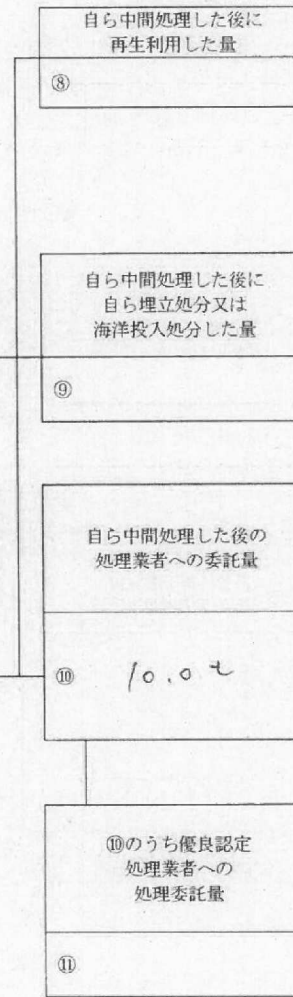 自ら中間処理した後に
再生利用した量
⑧
自ら中間処理した後に
自ら埋立処分又は
海洋投入処分した量
⑨
自ら中間処理した後の
処理業者への委託量
⑩ 10.0t
⑩のうち優良認定
処理業者への
処理委託量
⑪